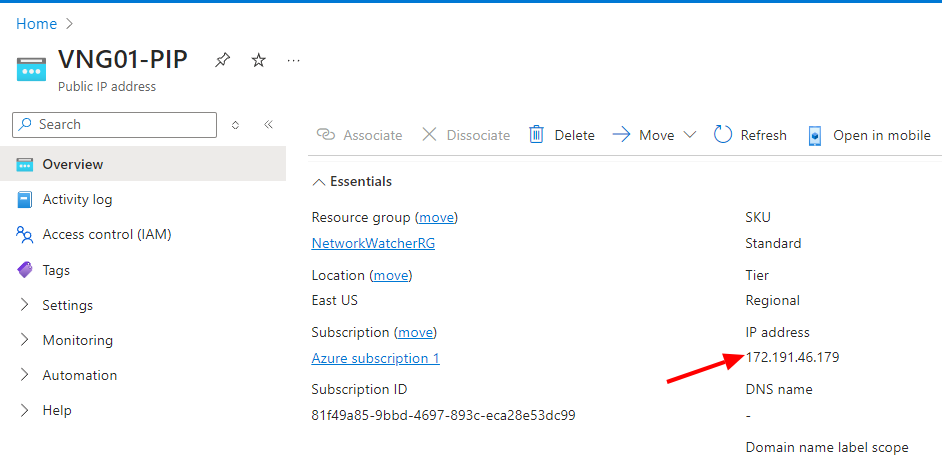 Home
VNG01-PIP
Public IP address
Search
Associate Dissociate Delete Move Refresh Open in mobile
Overview
Activity log
Access control (IAM)
Tags
Settings
Monitoring
Automation
Help
Essentials
Resource group (move)
NetworkWatcherRG
Location (move)
East US
Subscription (move)
Azure subscription 1
Subscription ID
81f49a85-9bbd-4697-893c-eca28e53dc99
SKU
Standard
Tier
Regional
IP address
172.191.46.179
DNS name
-
Domain name label scope